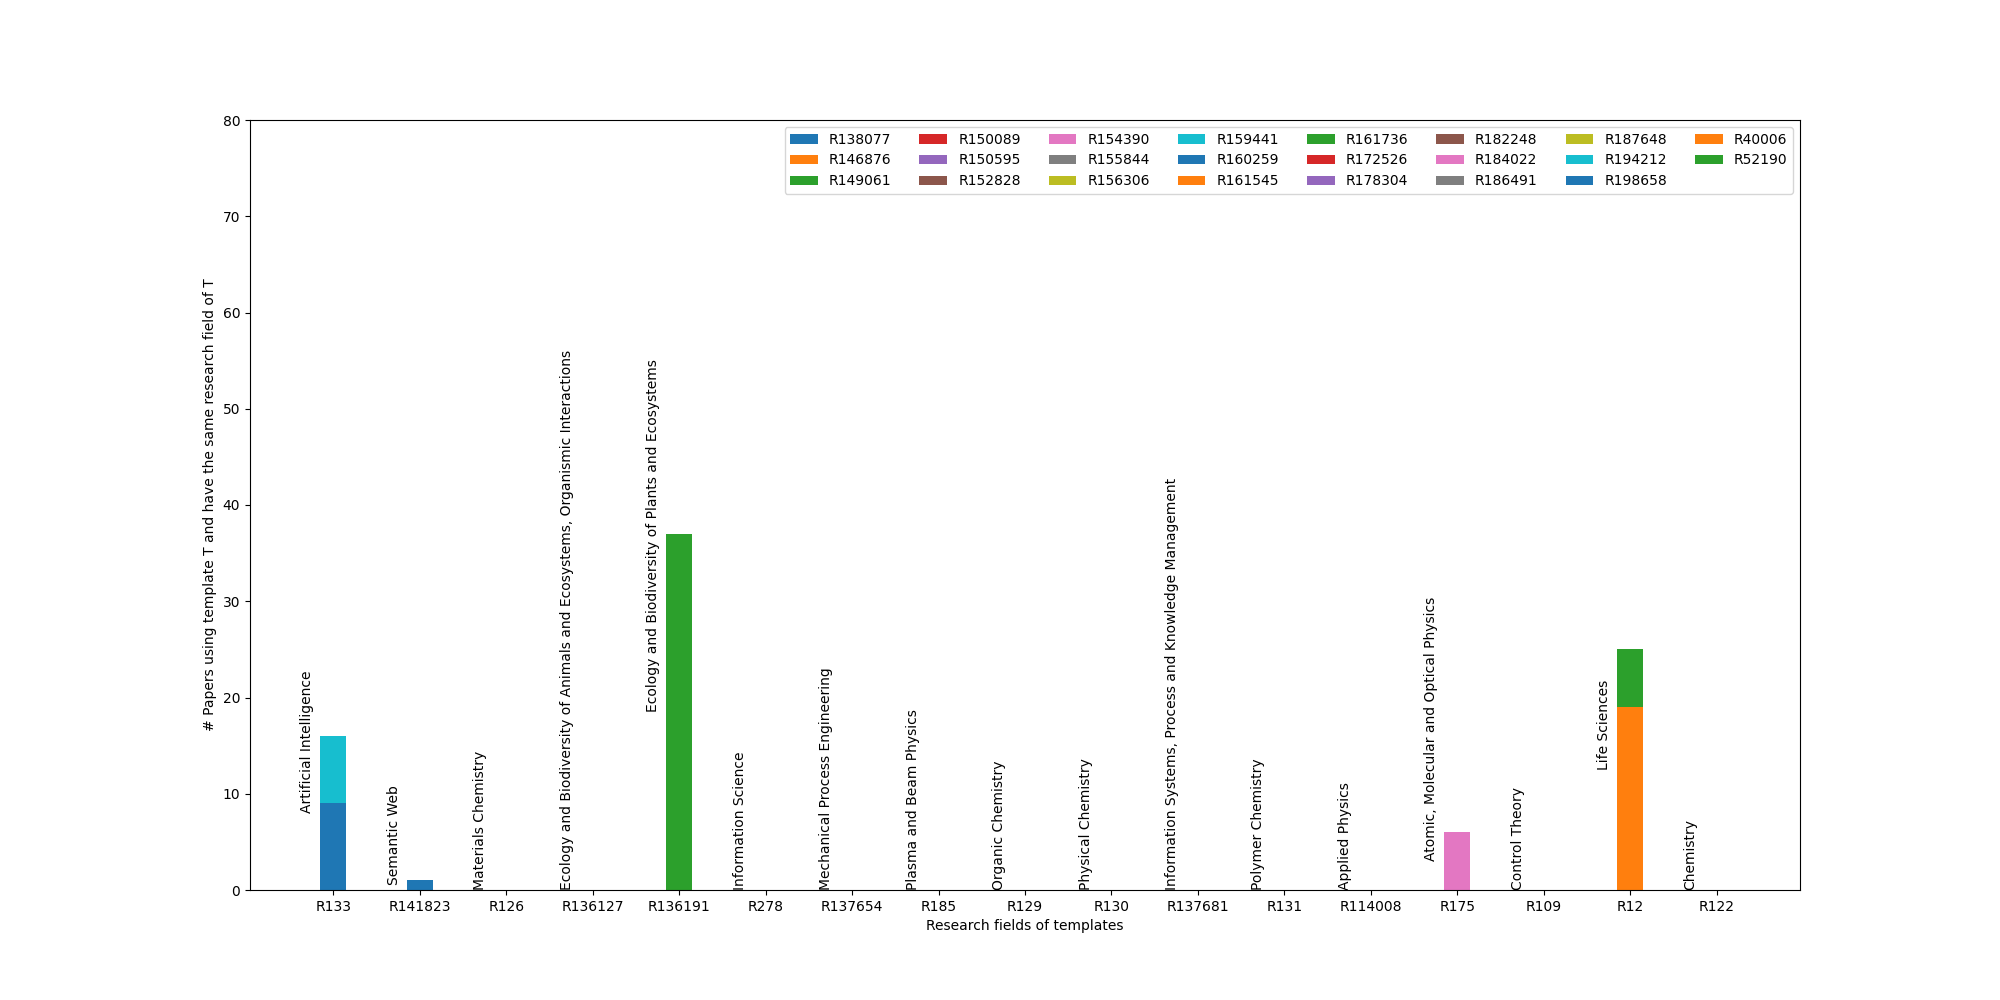 80
70
60
50
40
30
20
10
0
# Papers using template T and have the same research field of T
R138077 R150089 R154390 R159441 R161736 R182248 R187648 R40006
R146876 R150595 R155844 R160259 R172526 R184022 R194212 R52190
R149061 R152828 R156306 R161545 R178304 R186491 R198658
Artificial Intelligence
Semantic Web
Materials Chemistry
Ecology and Biodiversity of Animals and Ecosystems, Organismic Interactions
Ecology and Biodiversity of Plants and Ecosystems
Information Science
Mechanical Process Engineering
Plasma and Beam Physics
Organic Chemistry
Physical Chemistry
Information Systems, Process and Knowledge Management
Polymer Chemistry
Applied Physics
Atomic, Molecular and Optical Physics
Control Theory
Life Sciences
Chemistry
R133 R141823 R126 R136127 R136191 R278 R137654 R185 R129 R130 R137681 R131 R114008 R175 R109 R12 R122
Research fields of templates